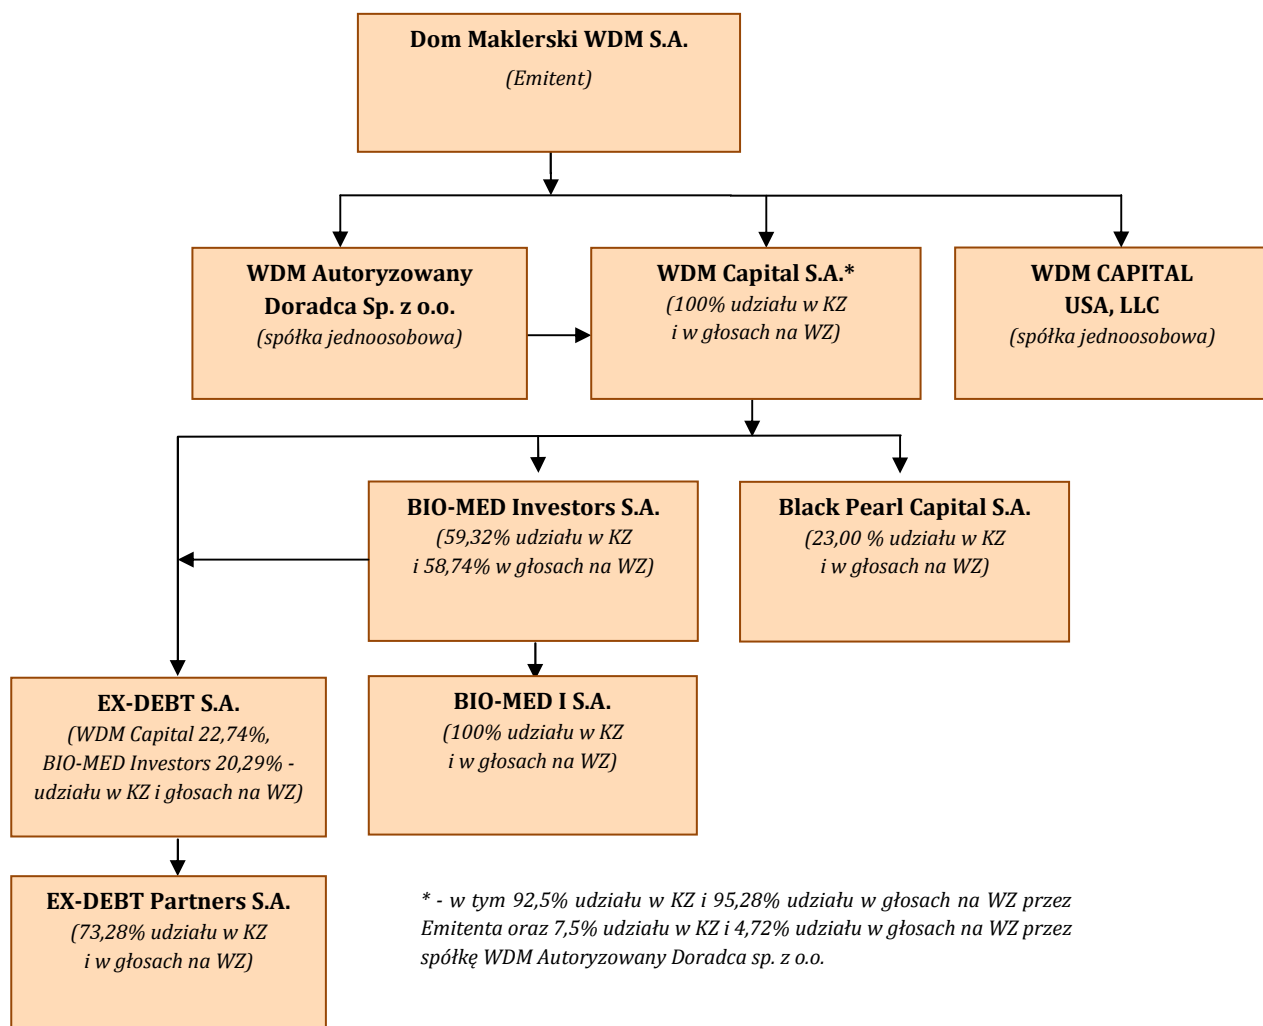 Dom Maklerski WDM S.A.
(Emitent)
WDM Autoryzowany
Doradca Sp. z o.o.
(spółka jednoosobowa)
WDM Capital S.A.*
(100% udziału w KZ
i w głosach na WZ)
WDM CAPITAL
USA, LLC
(spółka jednoosobowa)
BIO-MED Investors S.A.
(59,32% udziału w KZ
i 58,74% w głosach na WZ)
Black Pearl Capital S.A.
(23,00 % udziału w KZ
i w głosach na WZ)
EX-DEBT S.A.
(WDM Capital 22,74%,
BIO-MED Investors 20,29% -
udziału w KZ i głosach na WZ)
BIO-MED I S.A.
(100% udziału w KZ
i w głosach na WZ)
EX-DEBT Partners S.A.
(73,28% udziału w KZ
i w głosach na WZ)
* - w tym 92,5% udziału w KZ i 95,28% udziału w głosach na WZ przez
Emitenta oraz 7,5% udziału w KZ i 4,72% udziału w głosach na WZ przez
spółkę WDM Autoryzowany Doradca sp. z o.o.